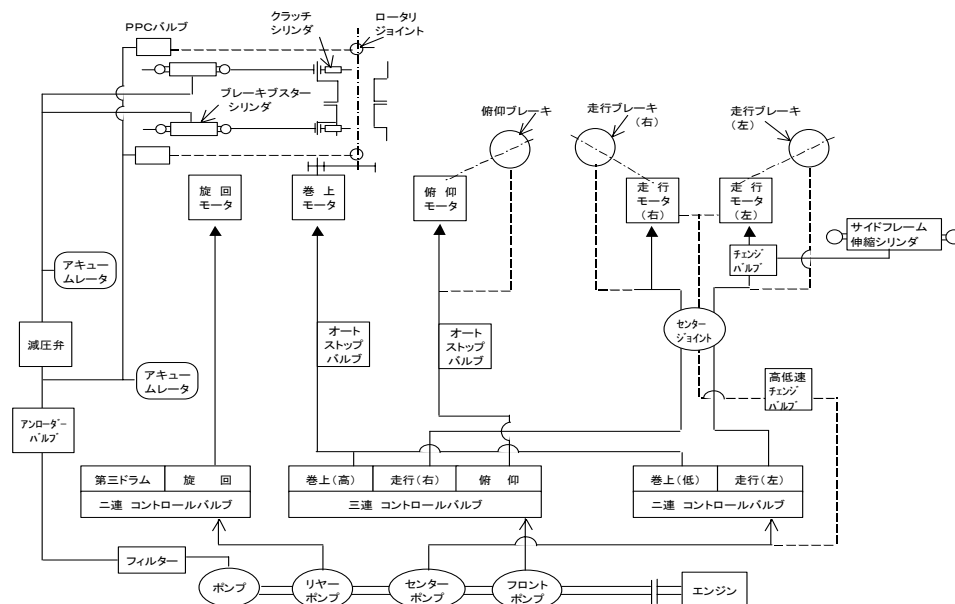 PPCバルブ
クラッチ
シリンダ
ロータリ
ジョイント
ブレーキブスター
シリンダ
俯仰ブレーキ
走行ブレーキ
(右)
走行ブレーキ
(左)
旋回
モータ
巻上
モータ
俯仰
モータ
走行
モータ
(右)
走行
モータ
(左)
サイドフレーム
伸縮シリンダ
チェンジ
バルブ
アキュー
ムレータ
減圧弁
オート
ストップ
バルブ
オート
ストップ
バルブ
センター
ジョイント
アキュー
ムレータ
高低速
チェンジ
バルブ
アンローダー
バルブ
第三ドラム 旋回
二連 コントロールバルブ
巻上(高) 走行(右) 俯仰
三連 コントロールバルブ
巻上(低) 走行(左)
二連 コントロールバルブ
フィルター
ポンプ
リヤー
ポンプ
センター
ポンプ
フロント
ポンプ
エンジン